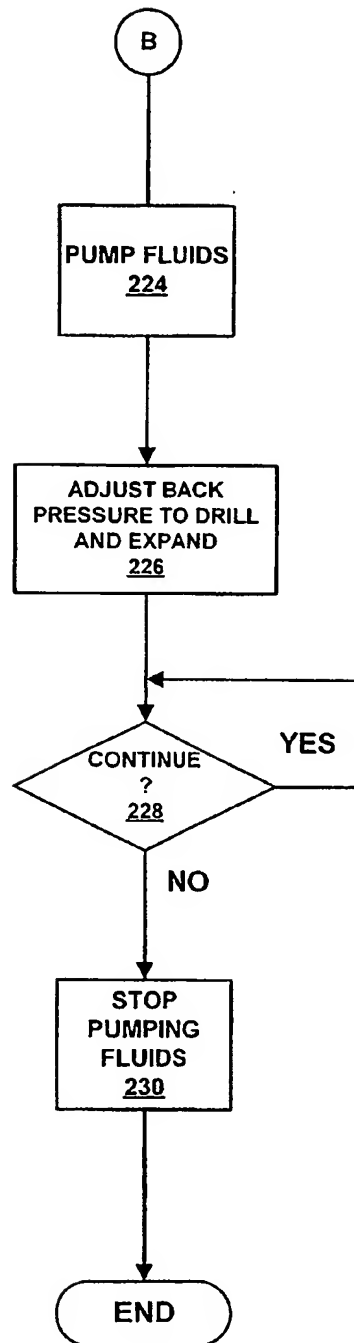 B
PUMP FLUIDS
224
ADJUST BACK
PRESSURE TO DRILL
AND EXPAND
226
CONTINUE
?
228
YES
NO
STOP
PUMPING
FLUIDS
230
END